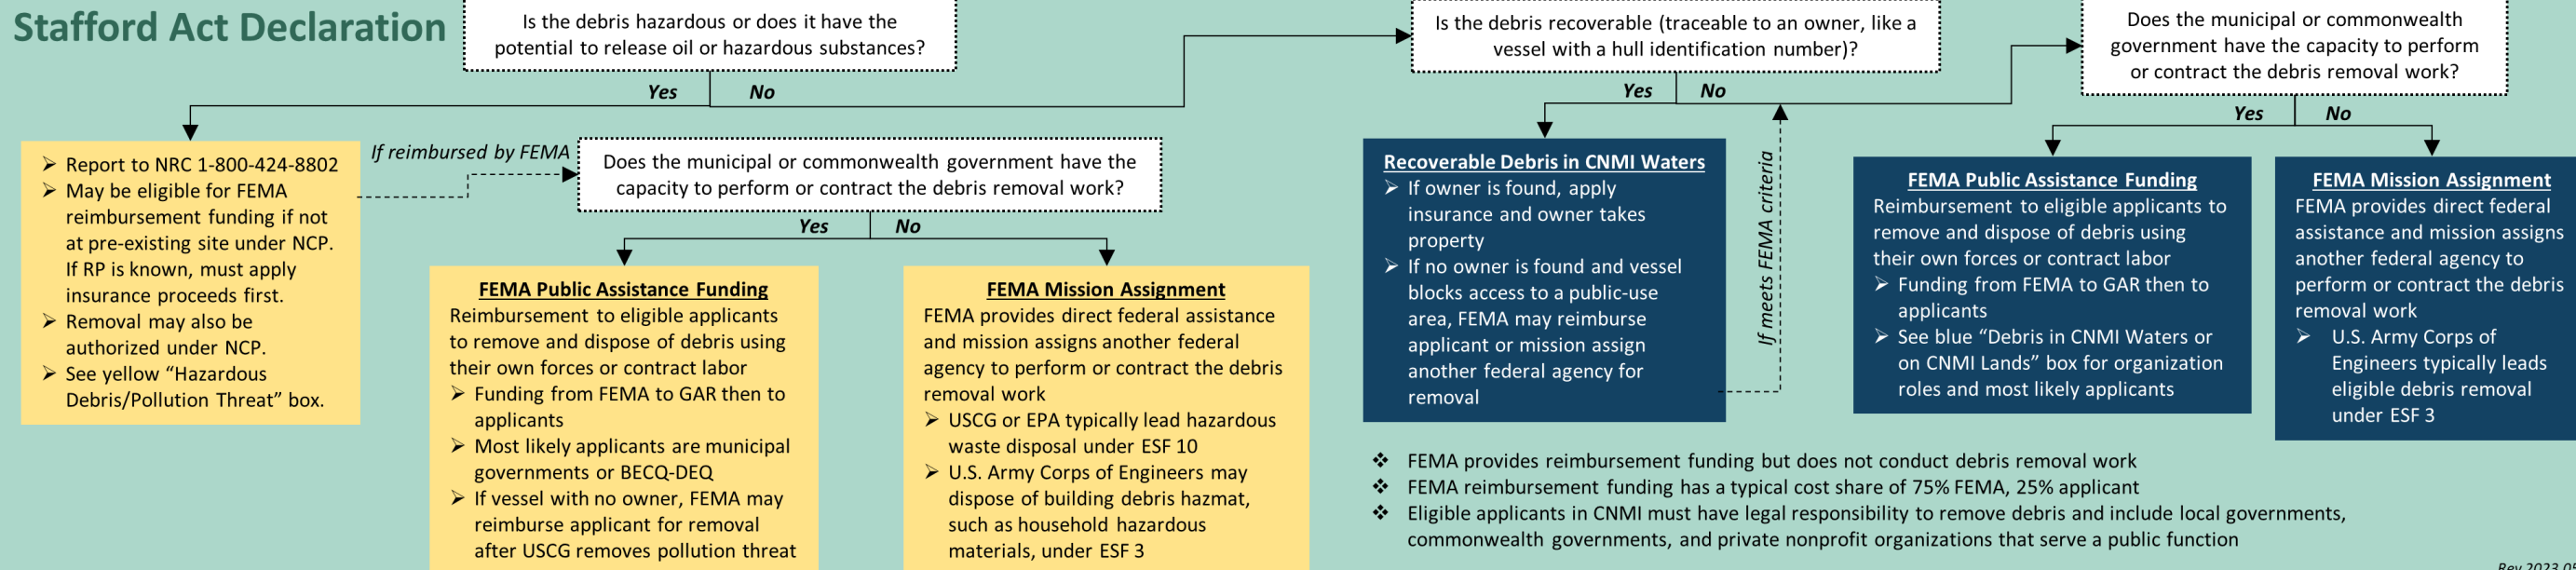 Stafford Act Declaration
Is the debris hazardous or does it have the
potential to release oil or hazardous substances?
Yes
No
➢ Report to NRC 1-800-424-8802
➢ May be eligible for FEMA
reimbursement funding if not
at pre-existing site under NCP.
If RP is known, must apply
insurance proceeds first.
➢ Removal may also be
authorized under NCP.
➢ See yellow “Hazardous
Debris/Pollution Threat” box.
If reimbursed by FEMA
Does the municipal or commonwealth government have the
capacity to perform or contract the debris removal work?
Yes
No
FEMA Public Assistance Funding
Reimbursement to eligible applicants
to remove and dispose of debris using
their own forces or contract labor
➢ Funding from FEMA to GAR then to
applicants
➢ Most likely applicants are municipal
governments or BECQ-DEQ
➢ If vessel with no owner, FEMA may
reimburse applicant for removal
after USCG removes pollution threat
FEMA Mission Assignment
FEMA provides direct federal assistance
and mission assigns another federal
agency to perform or contract the debris
removal work
➢ USCG or EPA typically lead hazardous
waste disposal under ESF 10
➢ U.S. Army Corps of Engineers may
dispose of building debris hazmat,
such as household hazardous
materials, under ESF 3
Is the debris recoverable (traceable to an owner, like a
vessel with a hull identification number)?
Yes
No
Recoverable Debris in CNMI Waters
➢ If owner is found, apply
insurance and owner takes
property
➢ If no owner is found and vessel
blocks access to a public-use
area, FEMA may reimburse
applicant or mission assign
another federal agency for
removal
If meets FEMA criteria
Does the municipal or commonwealth
government have the capacity to perform
or contract the debris removal work?
Yes
No
FEMA Public Assistance Funding
Reimbursement to eligible applicants to
remove and dispose of debris using
their own forces or contract labor
➢ Funding from FEMA to GAR then to
applicants
➢ See blue “Debris in CNMI Waters or
on CNMI Lands” box for organization
roles and most likely applicants
FEMA Mission Assignment
FEMA provides direct federal
assistance and mission assigns
another federal agency to
perform or contract the debris
removal work
➢ U.S. Army Corps of
Engineers typically leads
eligible debris removal
under ESF 3
❖ FEMA provides reimbursement funding but does not conduct debris removal work
❖ FEMA reimbursement funding has a typical cost share of 75% FEMA, 25% applicant
❖ Eligible applicants in CNMI must have legal responsibility to remove debris and include local governments,
commonwealth governments, and private nonprofit organizations that serve a public function